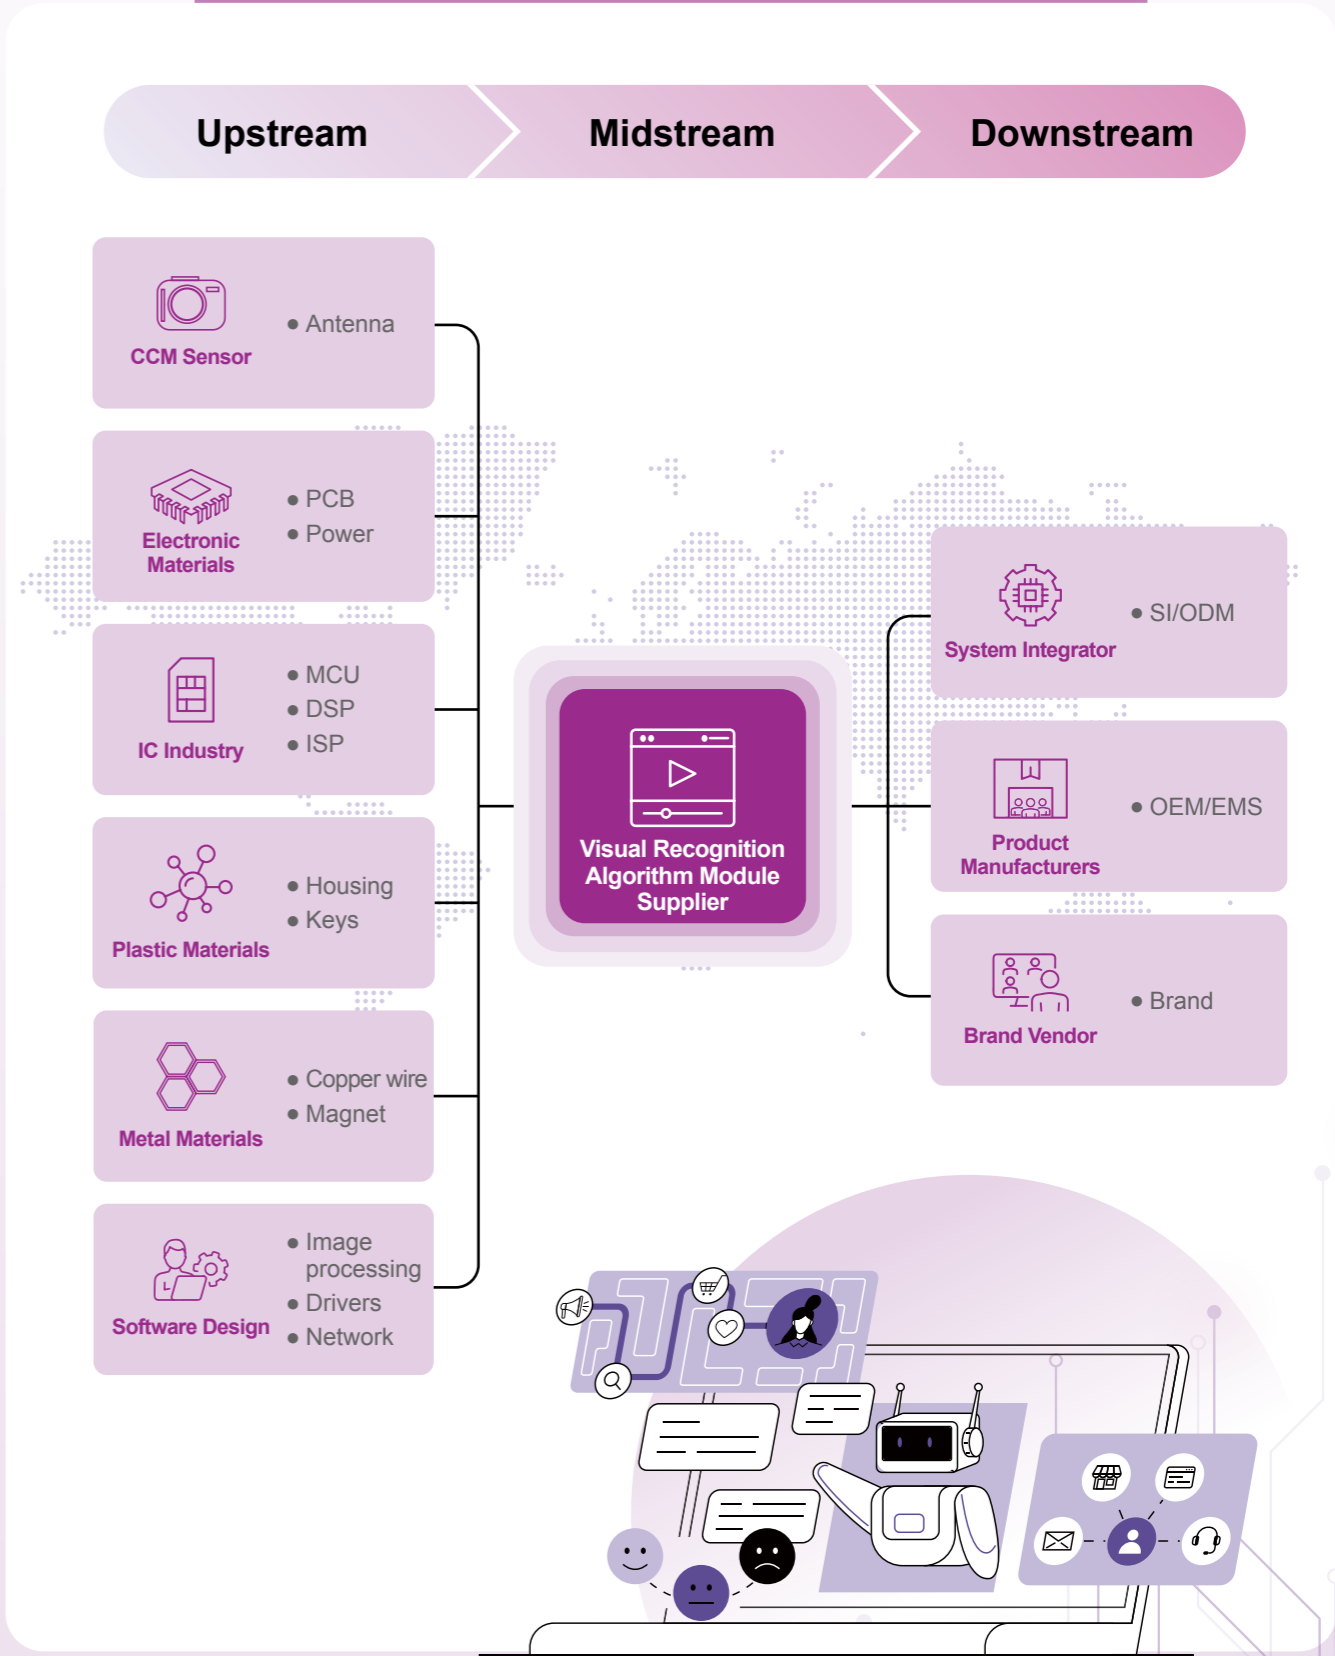 Upstream
Midstream
Downstream
CCM Sensor
• Antenna
Electronic
Materials
• PCB
• Power
IC Industry
• MCU
• DSP
• ISP
Plastic Materials
• Housing
• Keys
Metal Materials
• Copper wire
• Magnet
Software Design
• Image
processing
• Drivers
• Network
Visual Recognition
Algorithm Module
Supplier
System Integrator
• SI/ODM
Product
Manufacturers
• OEM/EMS
Brand Vendor
• Brand